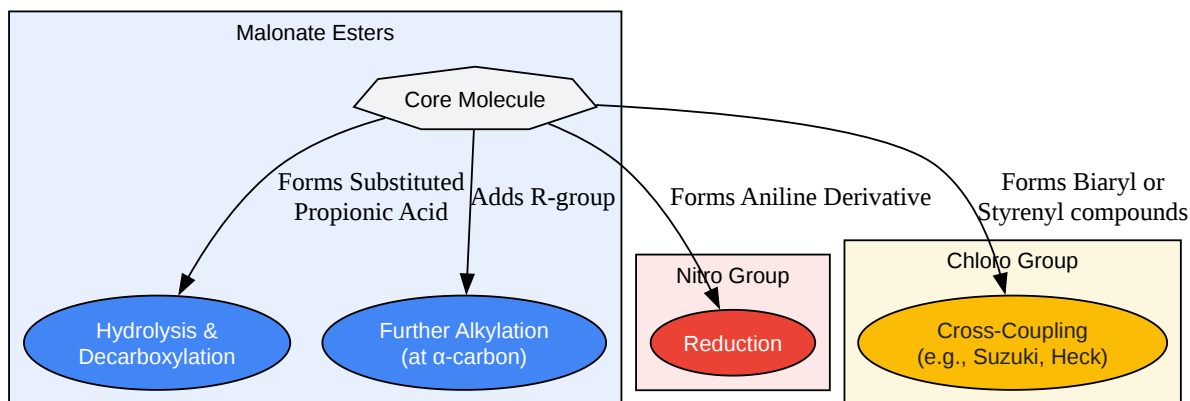 Malonate Esters
Core Molecule
Forms Substituted
Propionic Acid
Adds R-group
Forms Aniline Derivative
Forms Biaryl or
Styrenyl compounds
Nitro Group
Chloro Group
Hydrolysis &
Decarboxylation
Further Alkylation
(at α-carbon)
Reduction
Cross-Coupling
(e.g., Suzuki, Heck)